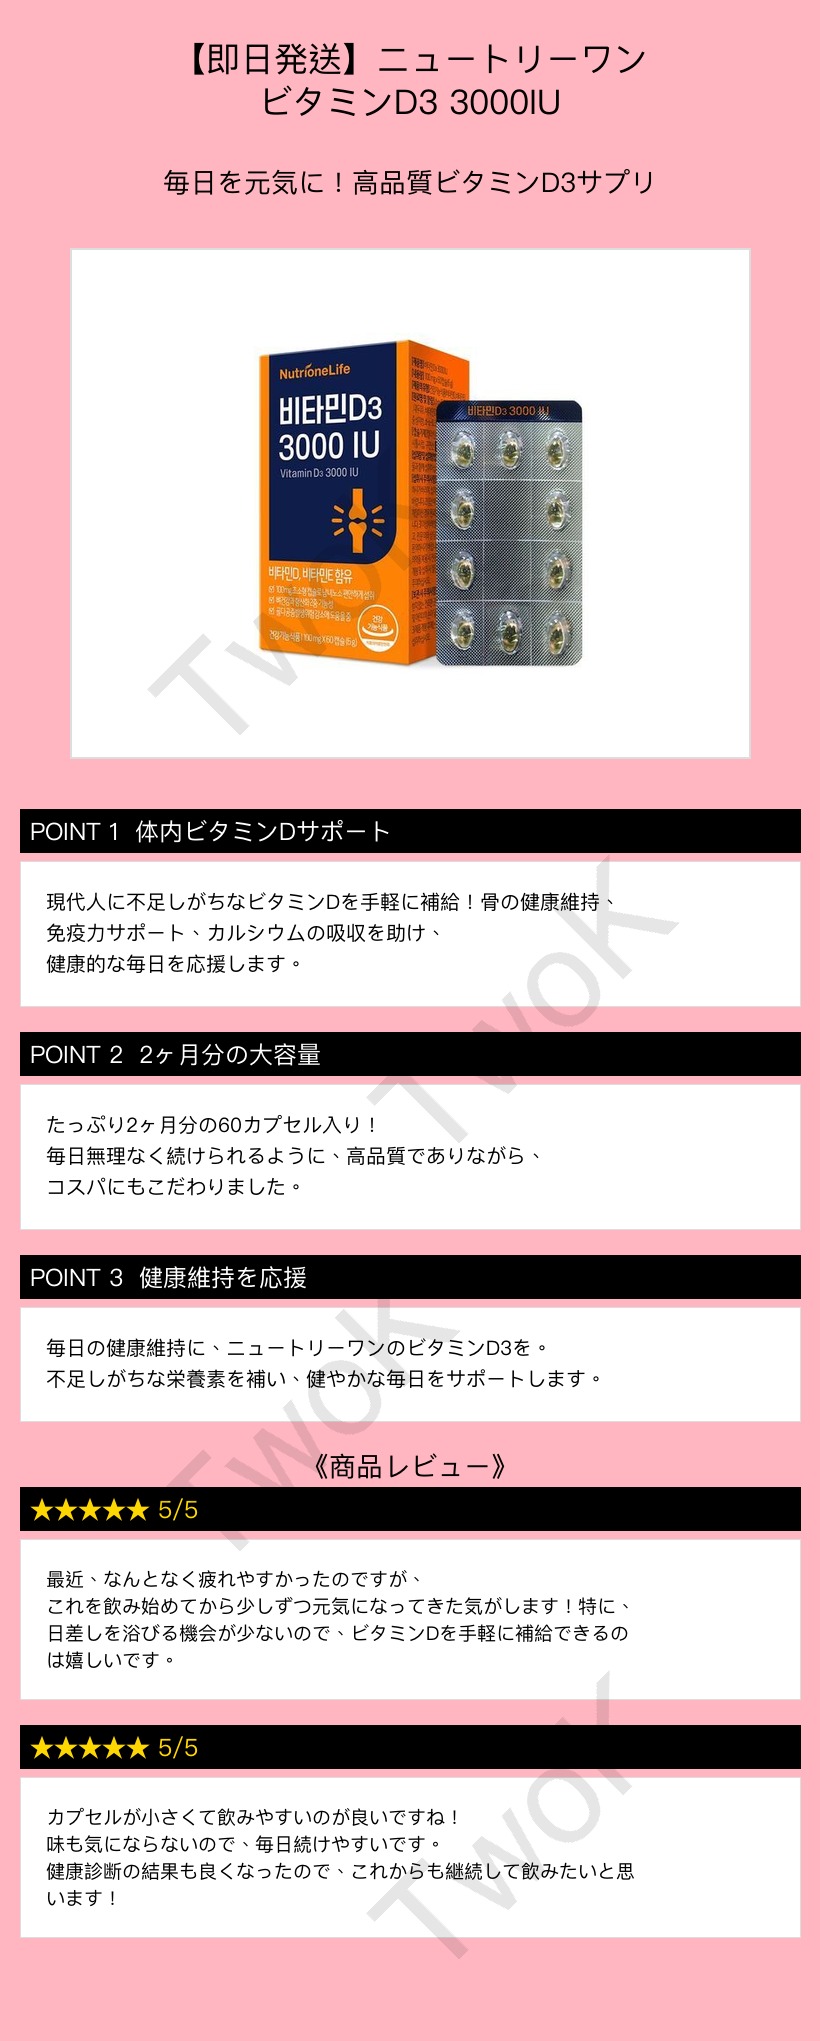 【即日発送】ニュートリーワン
ビタミンD3 3000IU
毎日を元気に！高品質ビタミンD3サプリ
NutrioneLife
비타민D3
3000 IU
Vitamin D3 3000 IU
비타민D, 비타민E 함유
건강
기능식품
건강기능식품 | 100mg X 60캡슐 (6g)
비타민D3 3000 IU
TwoK
POINT 1 体内ビタミンDサポート
現代人に不足しがちなビタミンDを手軽に補給！骨の健康維持、
免疫力サポート、カルシウムの吸収を助け、
健康的な毎日を応援します。
TwoK
POINT 2 2ヶ月分の大容量
たっぷり2ヶ月分の60カプセル入り！
毎日無理なく続けられるように、高品質でありながら、
コスパにもこだわりました。
POINT 3 健康維持を応援
毎日の健康維持に、ニュートリーワンのビタミンD3を。
不足しがちな栄養素を補い、健やかな毎日をサポートします。
TwoK
《商品レビュー》
★★★★★ 5/5
最近、なんとなく疲れやすかったのですが、
これを飲み始めてから少しずつ元気になってきた気がします！特に、
日差しを浴びる機会が少ないので、ビタミンDを手軽に補給できるの
は嬉しいです。
★★★★★ 5/5
カプセルが小さくて飲みやすいのが良いですね！
味も気にならないので、毎日続けやすいです。
健康診断の結果も良くなったので、これからも継続して飲みたいと思
います！
TwoK